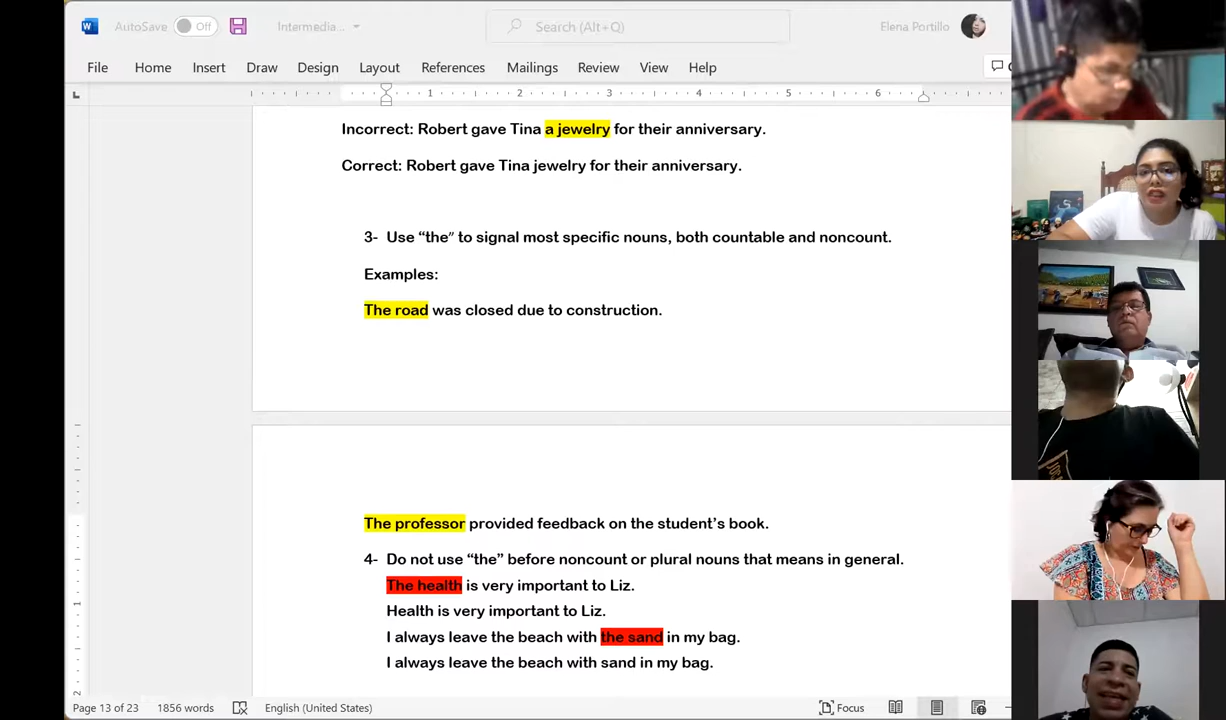 AutoSave Off Intermedia... Search (Alt+Q) Elena Portillo
File Home Insert Draw Design Layout References Mailings Review View Help
1 2 3 4 5 6
Incorrect: Robert gave Tina a jewelry for their anniversary.
Correct: Robert gave Tina jewelry for their anniversary.
3- Use “the” to signal most specific nouns, both countable and noncount.
Examples:
The road was closed due to construction.
The professor provided feedback on the student’s book.
4- Do not use “the” before noncount or plural nouns that means in general.
The health is very important to Liz.
Health is very important to Liz.
I always leave the beach with the sand in my bag.
I always leave the beach with sand in my bag.
Page 13 of 23 1856 words English (United States) Focus